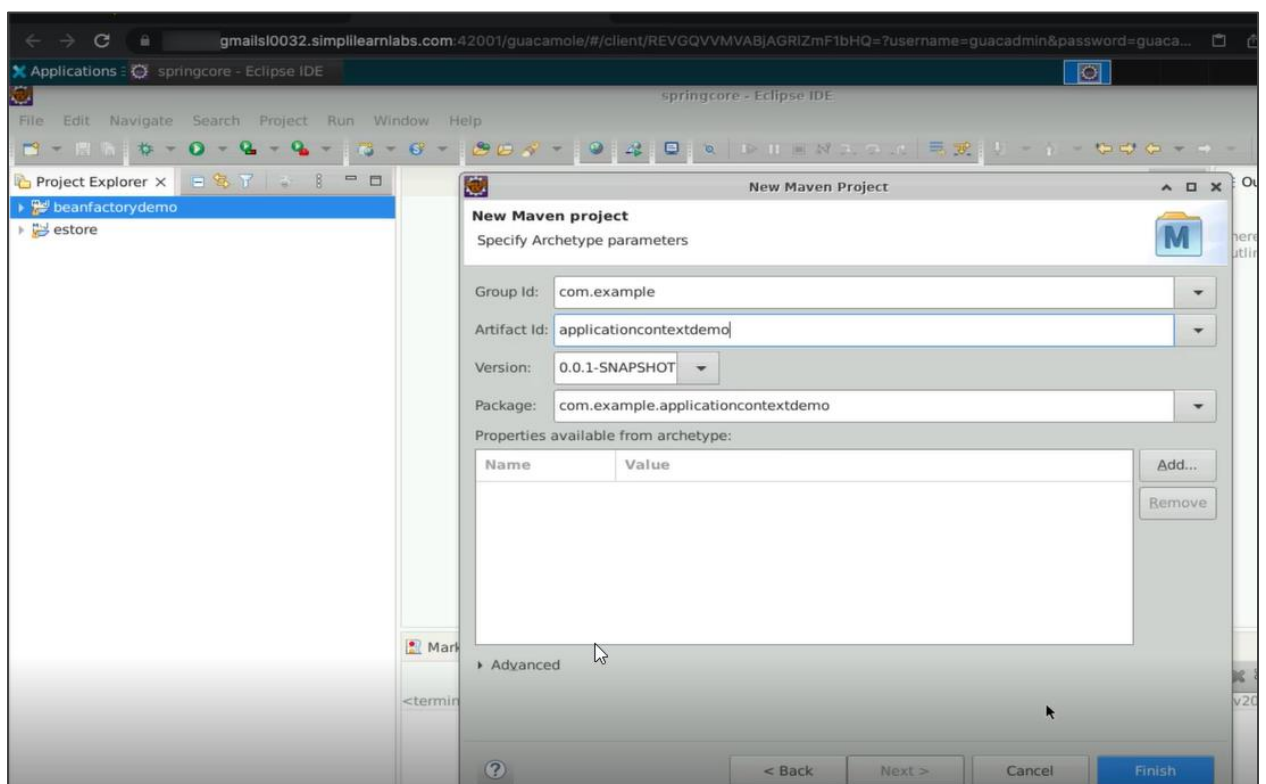 gmailsl0032.simplilearnlabs.com:42001/guacamole/#/client/REVGQVVMVABjAGRlZmF1bHQ=?username=guacadmin&password=guaca...
Applications springcore - Eclipse IDE
springcore - Eclipse IDE
File Edit Navigate Search Project Run Window Help
Project Explorer
beanfactorydemo
estore
New Maven Project
New Maven project
Specify Archetype parameters
M
Group Id: com.example
Artifact Id: applicationcontextdemo
Version: 0.0.1-SNAPSHOT
Package: com.example.applicationcontextdemo
Properties available from archetype:
Name Value
Add...
Remove
Mark
Advanced
<termin
? < Back Next > Cancel Finish